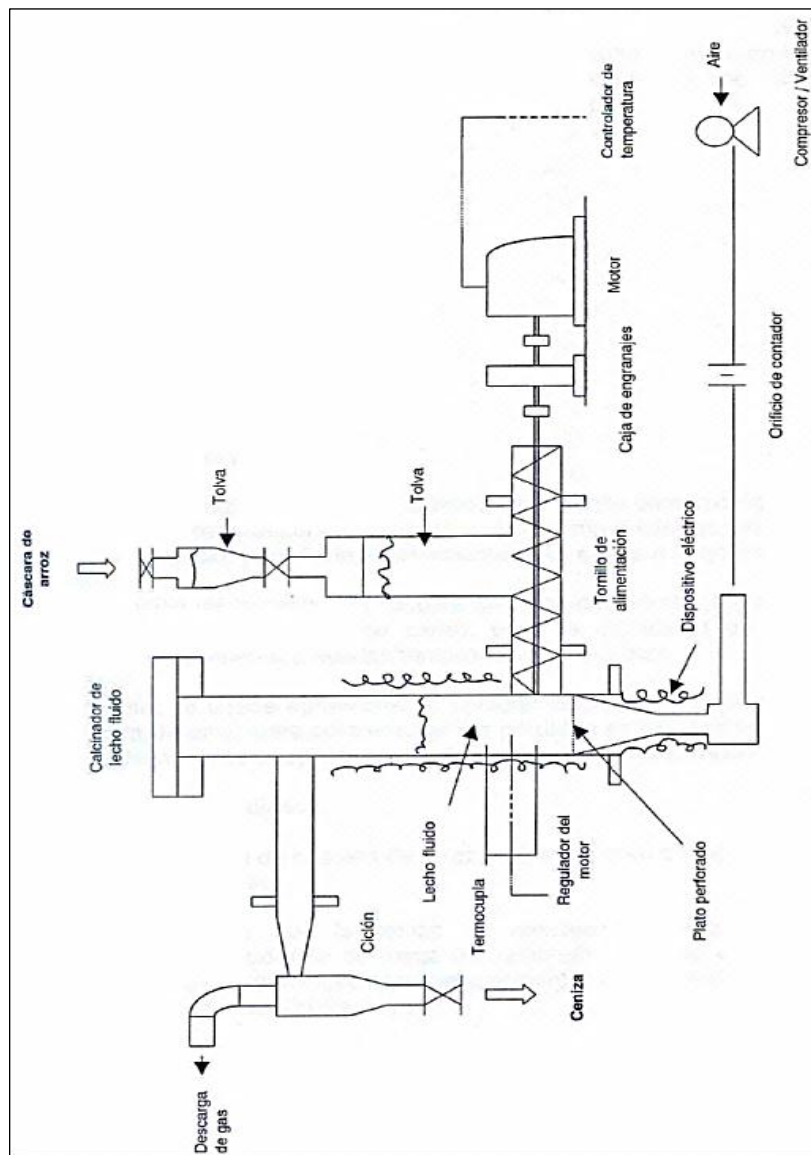 Cáscara de
arroz
Tolva
Tolva
Calcinador de
lecho fluido
Controlador de
temperatura
Motor
Caja de engranajes
Aire
Compresor / Ventilador
Orificio de contador
Tornillo de
alimentación
Dispositivo eléctrico
Lecho fluido
Termocupla
Regulador del
motor
Plato perforado
Ciclón
Ceniza
Descarga
de gas